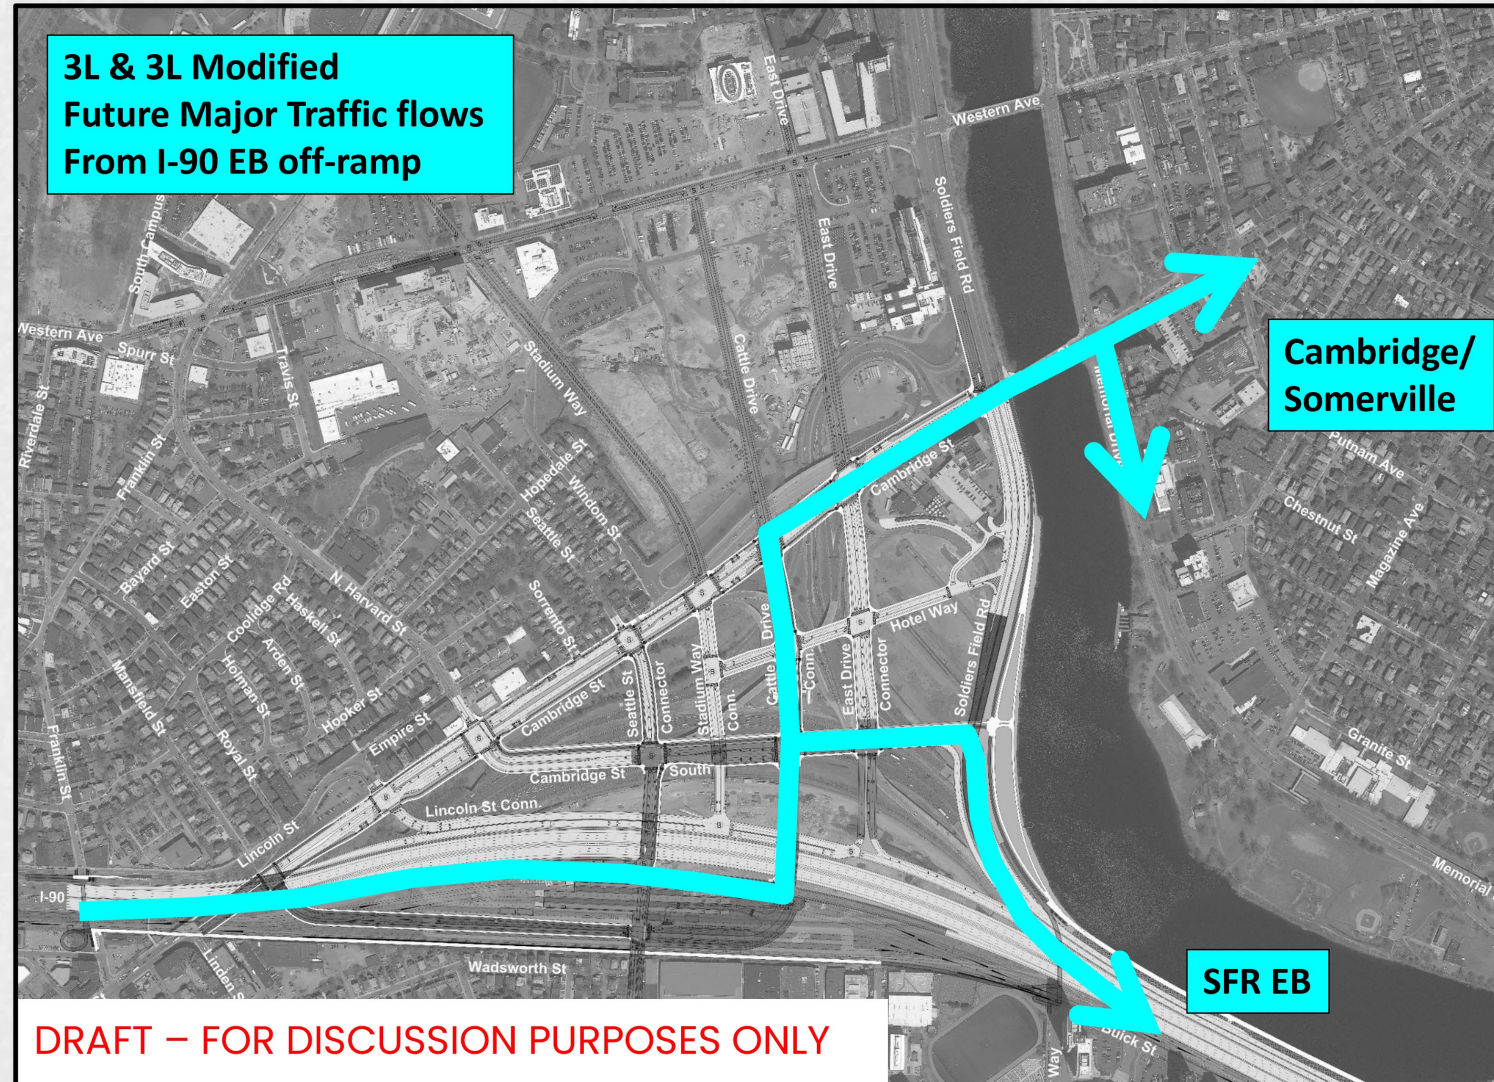 3L & 3L Modified
Future Major Traffic flows
From I-90 EB off-ramp
East Drive
Western Ave
South Campus
Soldiers Field Rd
East Drive
Western Ave
Spurr St
Travis St
Stadium Way
Cattle Drive
Cambridge/
Somerville
Memorial Drive
Riverdale St
Franklin St
Putnam Ave
Hopedale St
Windom St
Seattle St
Cambridge St
Chestnut St
Magazine Ave
Bayard St
Easton St
Coolidge Rd
N. Harvard St
Haskell St
Sorrento St
Arden St
Holman St
Mansfield St
Hooker St
Empire St
Royal St
Cambridge St
Seattle St
Connector
Stadium Way
Conn.
Cattle Drive
Conn.
East Drive
Connector
Hotel Way
Soldiers Field Rd
Franklin St
Granite St
Cambridge St South
Lincoln St Conn.
Lincoln St
Memorial
I-90
Wadsworth St
Linden S
SFR EB
Buick St
Way
DRAFT – FOR DISCUSSION PURPOSES ONLY